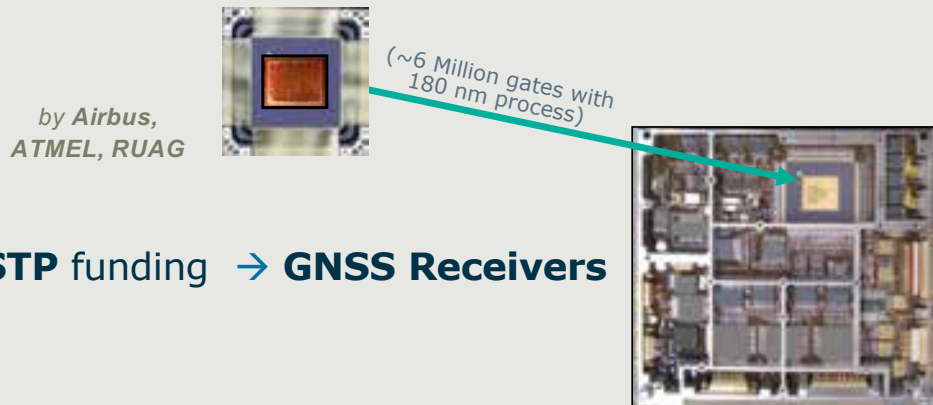 (~6 Million gates with
180 nm process)
by Airbus,
ATMEL, RUAG
STP funding → GNSS Receivers